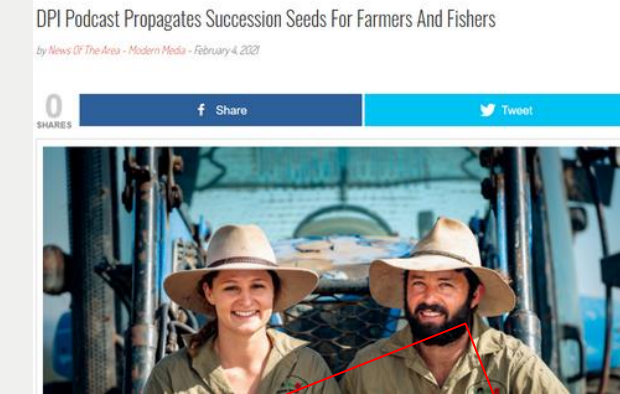 DPI Podcast Propagates Succession Seeds For Farmers And Fishers
by News Of The Area - Modern Media - February 4, 2021
0
SHARES
Share
Tweet